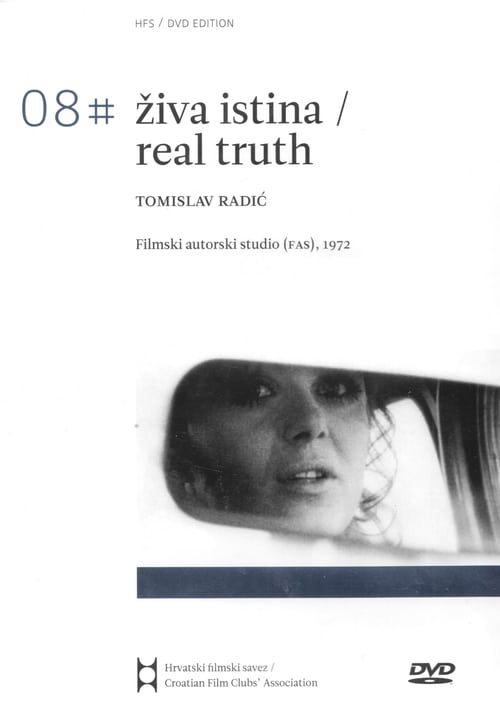 HFS / DVD EDITION
08# živa istina /
real truth
TOMISLAV RADIĆ
Filmski autorski studio (FAS), 1972
Hrvatski filmski savez /
Croatian Film Clubs' Association
DVD